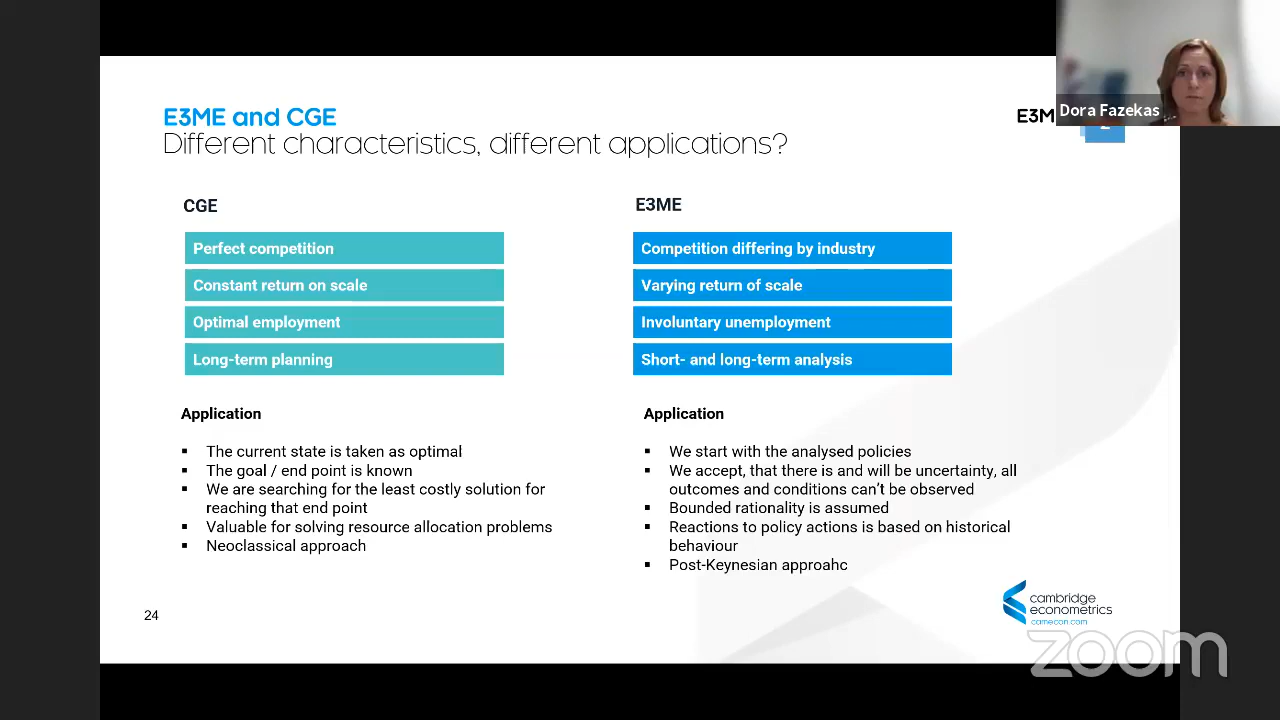 E3ME and CGE
Different characteristics, different applications?
E3M
Dora Fazekas
CGE
Perfect competition
Constant return on scale
Optimal employment
Long-term planning
Application
▪ The current state is taken as optimal
▪ The goal / end point is known
▪ We are searching for the least costly solution for
reaching that end point
▪ Valuable for solving resource allocation problems
▪ Neoclassical approach
E3ME
Competition differing by industry
Varying return of scale
Involuntary unemployment
Short- and long-term analysis
Application
▪ We start with the analysed policies
▪ We accept, that there is and will be uncertainty, all
outcomes and conditions can't be observed
▪ Bounded rationality is assumed
▪ Reactions to policy actions is based on historical
behaviour
▪ Post-Keynesian approahc
24
cambridge
econometrics
camecon.com
zoom